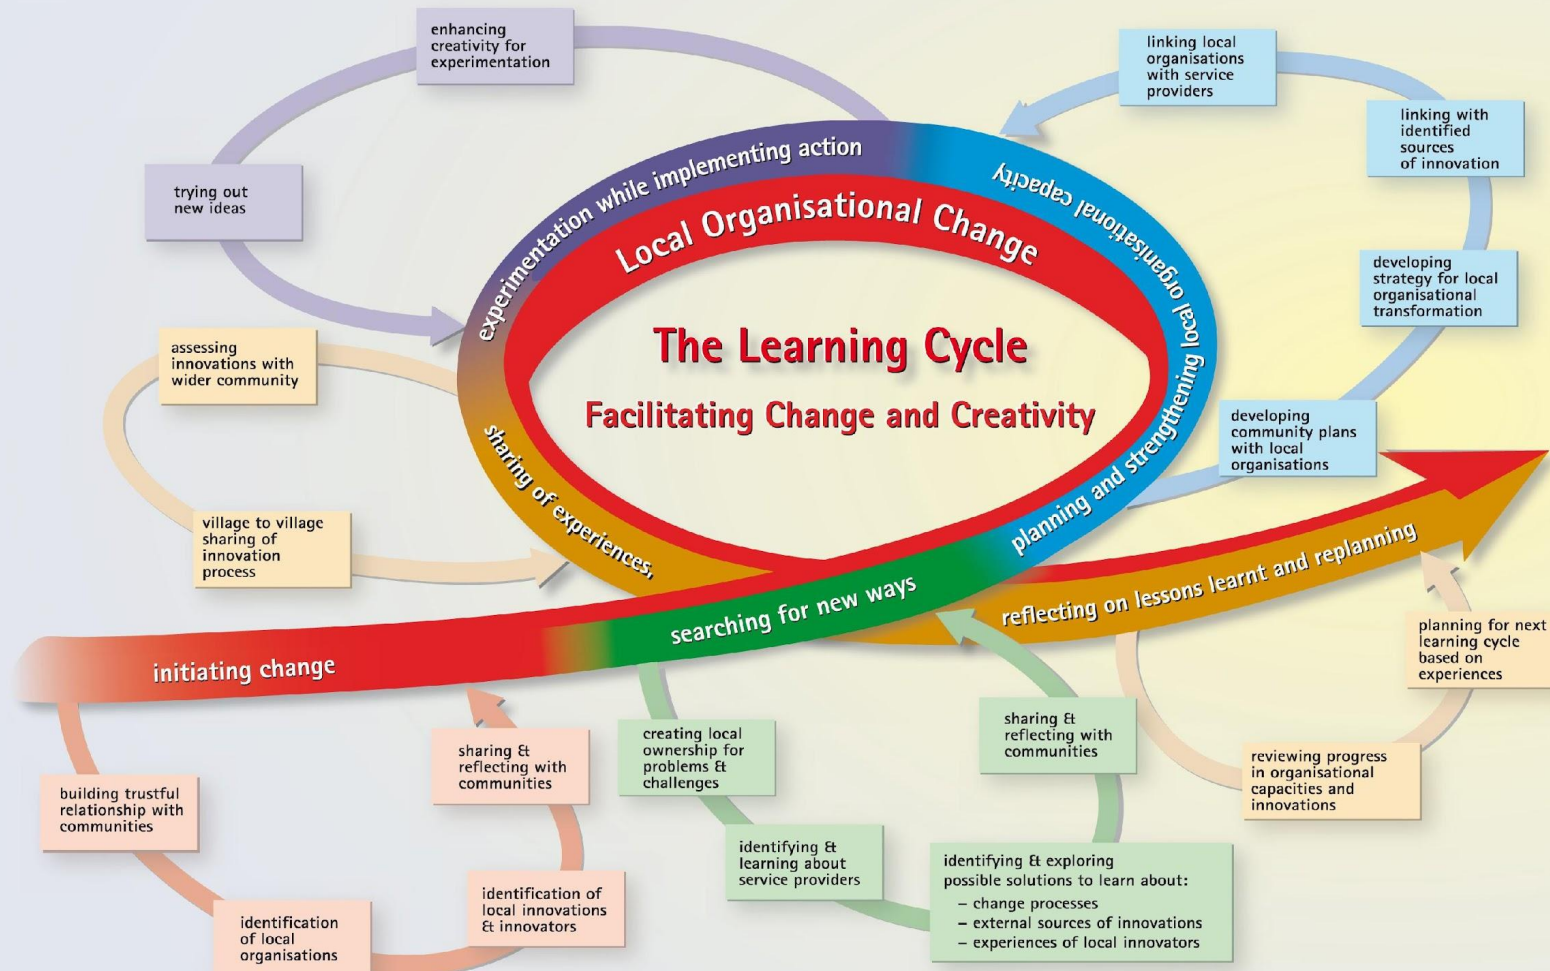 enhancing
creativity for
experimentation
trying out
new ideas
linking local
organisations
with service
providers
linking with
identified
sources
of innovation
developing
strategy for local
organisational
transformation
developing
community plans
with local
organisations
experimentation while implementing action
planning and strengthening local organisational capacity
Local Organisational Change
The Learning Cycle
Facilitating Change and Creativity
assessing
innovations with
wider community
village to village
sharing of
innovation
process
sharing of experiences,
reflecting on lessons learnt and replanning
searching for new ways
initiating change
building trustful
relationship with
communities
identification
of local
organisations
identification of
local innovations
& innovators
sharing &
reflecting with
communities
creating local
ownership for
problems &
challenges
identifying &
learning about
service providers
identifying & exploring
possible solutions to learn about:
– change processes
– external sources of innovations
– experiences of local innovators
sharing &
reflecting with
communities
reviewing progress
in organisational
capacities and
innovations
planning for next
learning cycle
based on
experiences